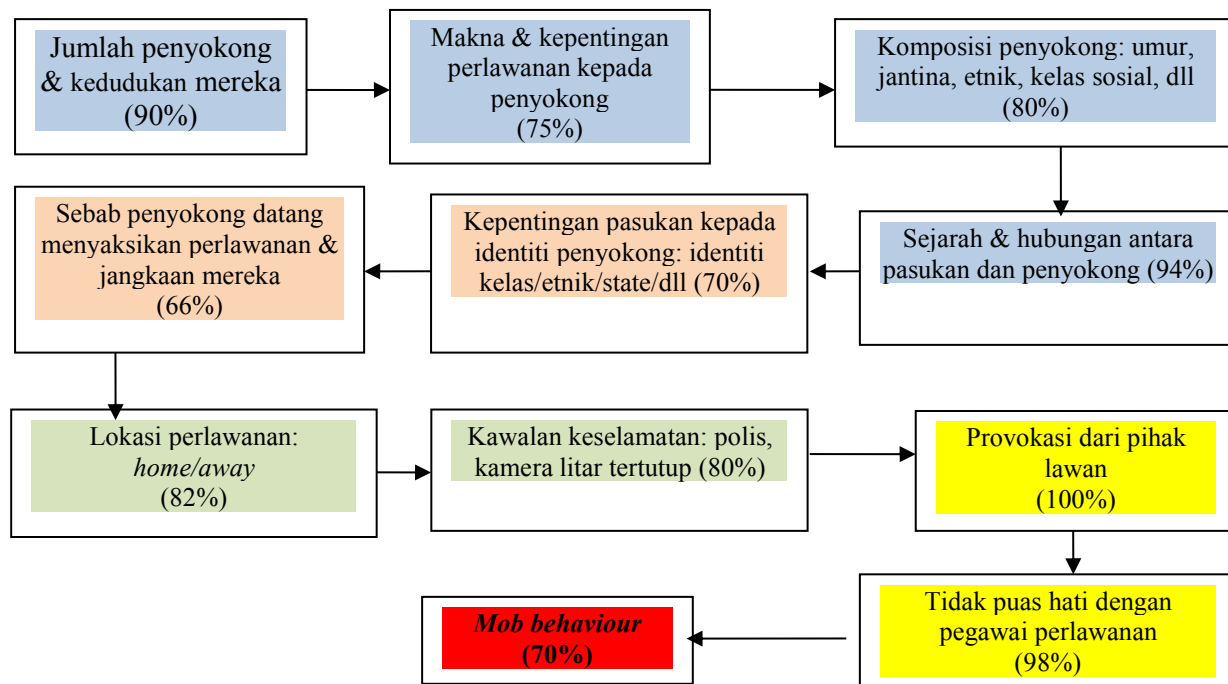 Jumlah penyokong
& kedudukan mereka
(90%)
Makna & kepentingan
perlawanan kepada
penyokong
(75%)
Komposisi penyokong: umur,
jantina, etnik, kelas sosial, dll
(80%)
Sejarah & hubungan antara
pasukan dan penyokong (94%)
Kepentingan pasukan kepada
identiti penyokong: identiti
kelas/etnik/state/dll (70%)
Sebab penyokong datang
menyaksikan perlawanan &
jangkaan mereka
(66%)
Lokasi perlawanan:
home/away
(82%)
Kawalan keselamatan: polis,
kamera litar tertutup (80%)
Provokasi dari pihak
lawan
(100%)
Tidak puas hati dengan
pegawai perlawanan
(98%)
Mob behaviour
(70%)